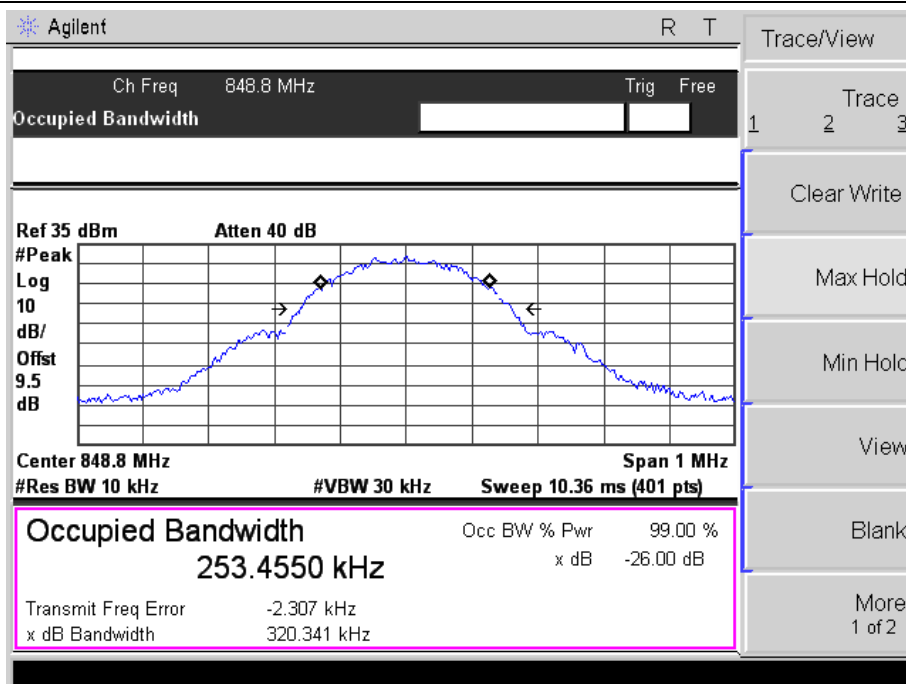 Agilent R T
Trace/View
Ch Freq 848.8 MHz Trig Free
Occupied Bandwidth
Trace
1 2 3
Clear Write
Max Hold
Min Hold
View
Blank
More
1 of 2
Ref 35 dBm Atten 40 dB
#Peak
Log
10
dB/
Offst
9.5
dB
Center 848.8 MHz Span 1 MHz
#Res BW 10 kHz #VBW 30 kHz Sweep 10.36 ms (401 pts)
Occupied Bandwidth Occ BW % Pwr 99.00 %
253.4550 kHz x dB -26.00 dB
Transmit Freq Error -2.307 kHz
x dB Bandwidth 320.341 kHz